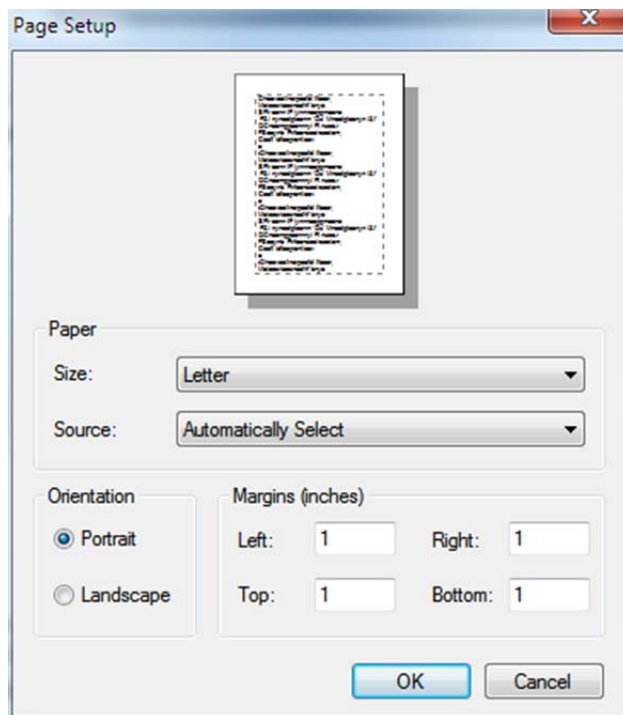 Page Setup
Paper
Size: Letter
Source: Automatically Select
Orientation
Margins (inches)
Portrait
Left: 1 Right: 1
Landscape
Top: 1 Bottom: 1
OK Cancel